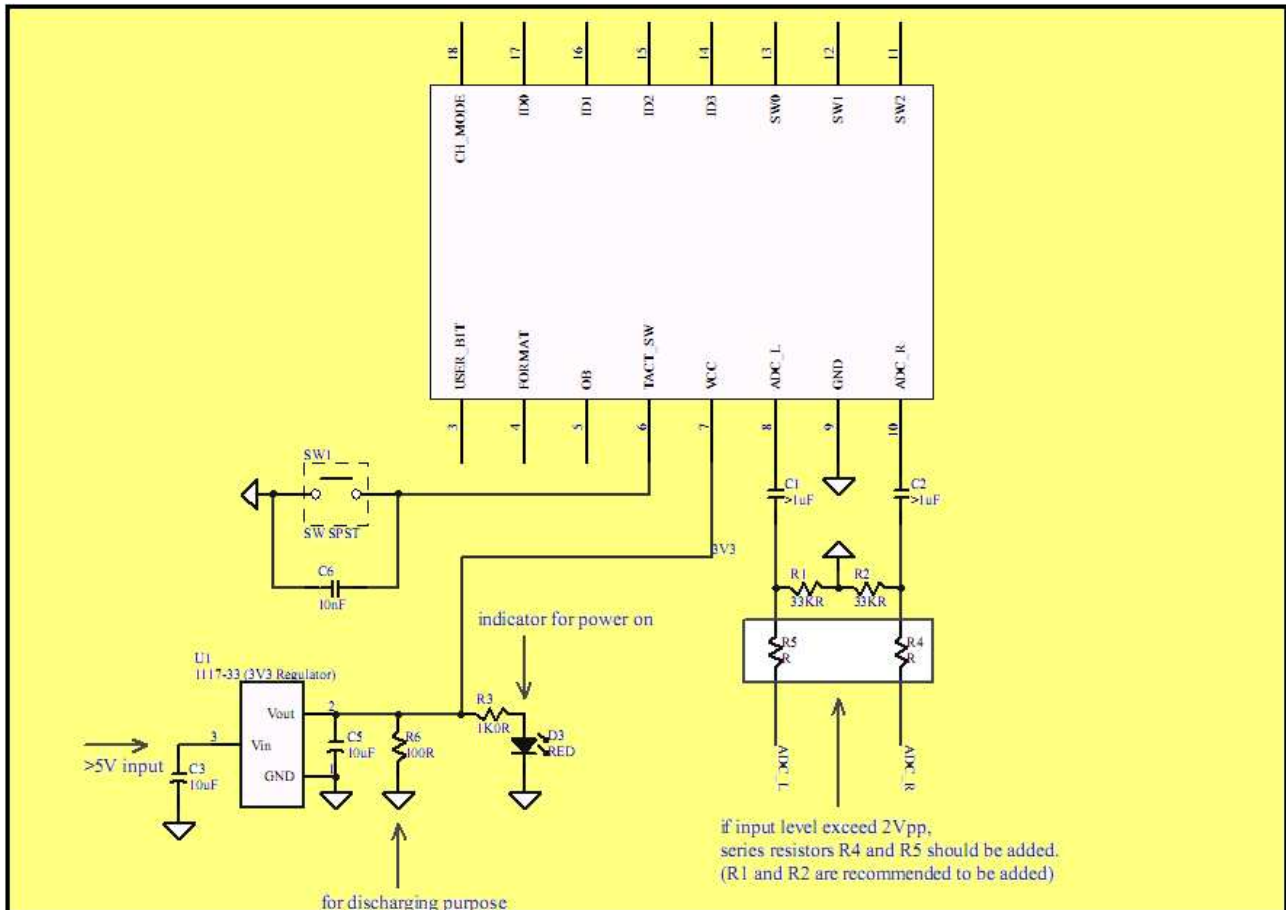 18 17 16 15 14 13 12 11
CH_MODE ID0 ID1 ID2 ID3 SW0 SW1 SW2
USER_BIT FORMAT OB TACT_SW VCC ADC_L GND ADC_R
3 4 5 6 7 8 9 10
SW1
SW SPST
C6
10nF
C1
>1uF
C2
>1uF
3V3
R1
33KR
R2
33KR
R5
R
R4
R
indicator for power on
U1
1117-33 (3V3 Regulator)
Vout
2
Vin
3
GND
1
>5V input
C3
10uF
C5
10uF
R6
100R
R3
1K0R
D3
RED
ADC_L
ADC_R
if input level exceed 2Vpp,
series resistors R4 and R5 should be added.
(R1 and R2 are recommended to be added)
for discharging purpose